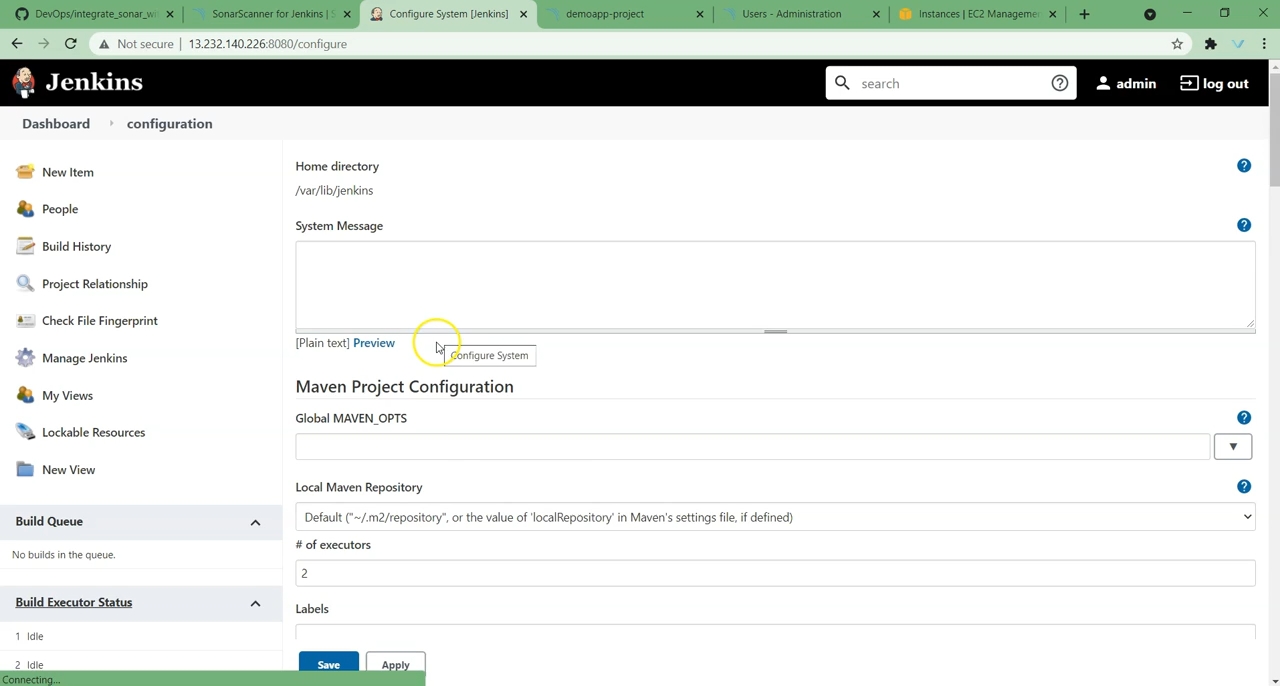 DevOps/integrate_sonar_wit
SonarScanner for Jenkins | S
Configure System [Jenkins]
demoapp-project
Users - Administration
Instances | EC2 Manageme
Not secure
13.232.140.226:8080/configure
Jenkins
search
admin
log out
Dashboard
configuration
New Item
People
Build History
Project Relationship
Check File Fingerprint
Manage Jenkins
My Views
Lockable Resources
New View
Build Queue
No builds in the queue.
Build Executor Status
1 Idle
2 Idle
Connecting...
Home directory
/var/lib/jenkins
System Message
[Plain text] Preview
Configure System
Maven Project Configuration
Global MAVEN_OPTS
Local Maven Repository
Default ("~/.m2/repository", or the value of 'localRepository' in Maven's settings file, if defined)
# of executors
2
Labels
Save
Apply